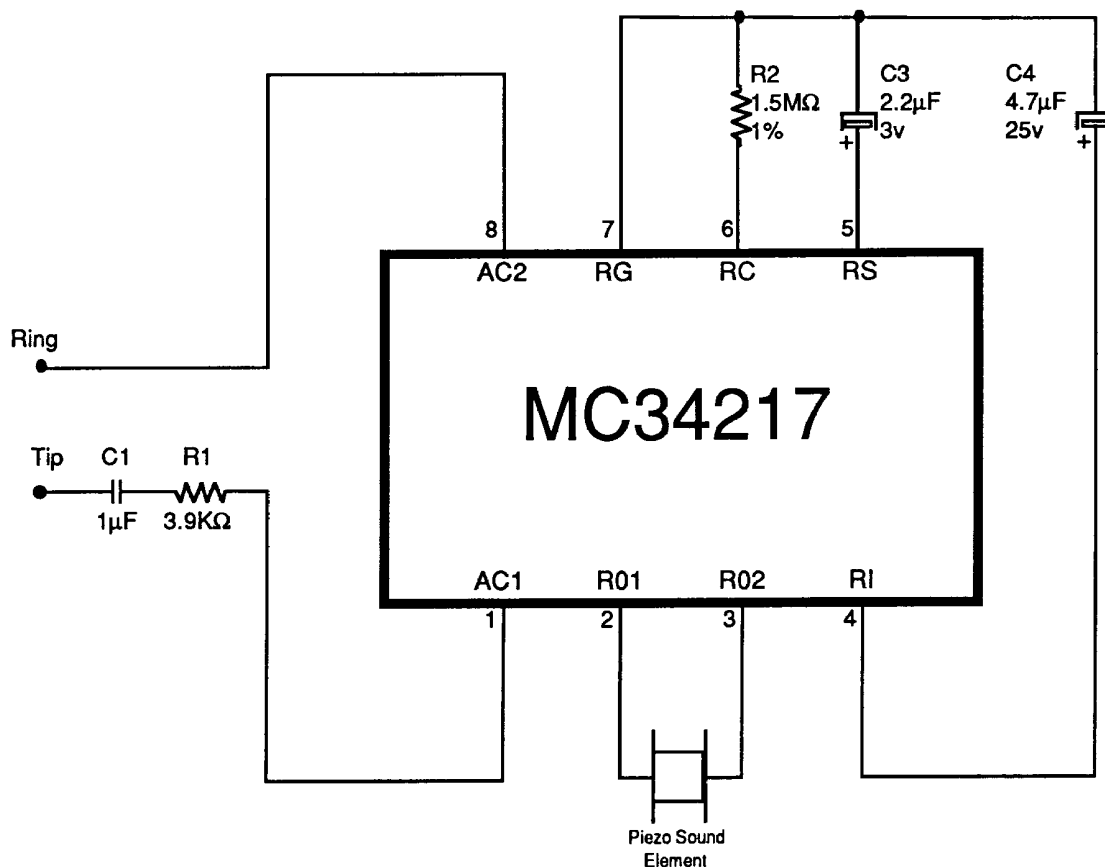 R2
1.5MΩ
1%
C3
2.2μF
3v
C4
4.7μF
25v
+
+
8
7
6
5
AC2
RG
RC
RS
Ring
MC34217
Tip
C1
R1
1μF
3.9KΩ
AC1
R01
R02
RI
1
2
3
4
Piezo Sound
Element